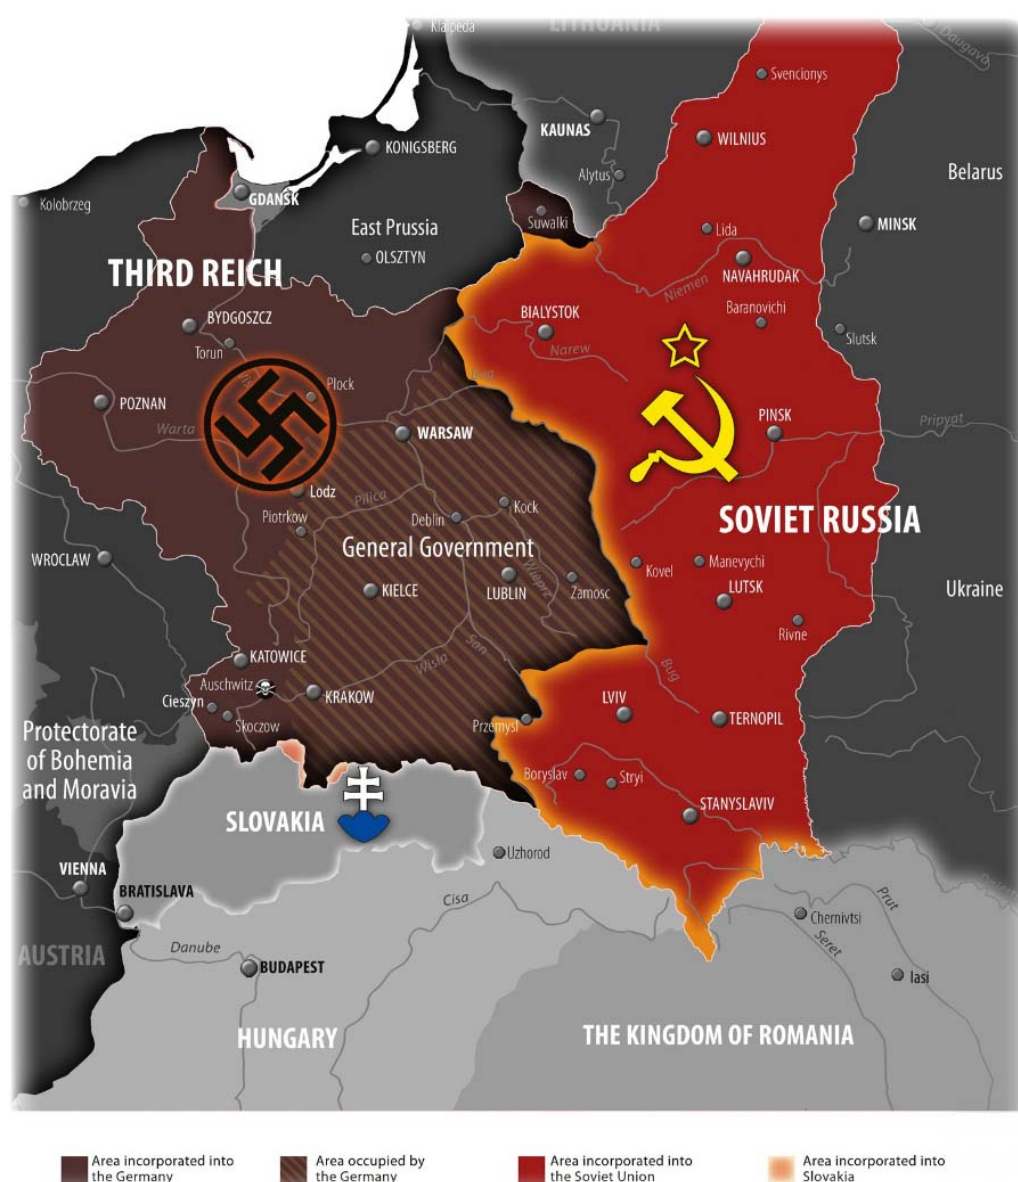 Klaipeda
LITHUANIA
Daugava
Svencionys
KAUNAS
WILNIUS
KONIGSBERG
Belarus
Alytus
GDANSK
Kolobrzeg
Suwalki
MINSK
East Prussia
Lida
OLSZTYN
THIRD REICH
NAVAHRUDAK
Niemen
Baranovichi
BYDGOSZCZ
BIALYSTOK
Slutsk
Torun
Narew
Bug
Plock
POZNAN
PINSK
Pripyat
Warta
WARSAW
Lodz
Pilica
Kock
Piotrkow
Deblin
SOVIET RUSSIA
General Government
WROCLAW
Kovel
Manevychi
KIELCE
LUBLIN
Wieprz
Zamosc
LUTSK
Ukraine
Rivne
San
KATOWICE
Wisla
Bug
Auschwitz
KRAKOW
Cieszyn
LVIV
Skoczow
Przemysl
TERNOPIL
Protectorate
of Bohemia
and Moravia
Boryslav
Stryi
STANYSLAVIV
SLOVAKIA
Uzhorod
VIENNA
BRATISLAVA
Cisa
Prut
Chernivtsi
Seret
AUSTRIA
Danube
BUDAPEST
Iasi
HUNGARY
THE KINGDOM OF ROMANIA
Area incorporated into
the Germany
Area occupied by
the Germany
Area incorporated into
the Soviet Union
Area incorporated into
Slovakia